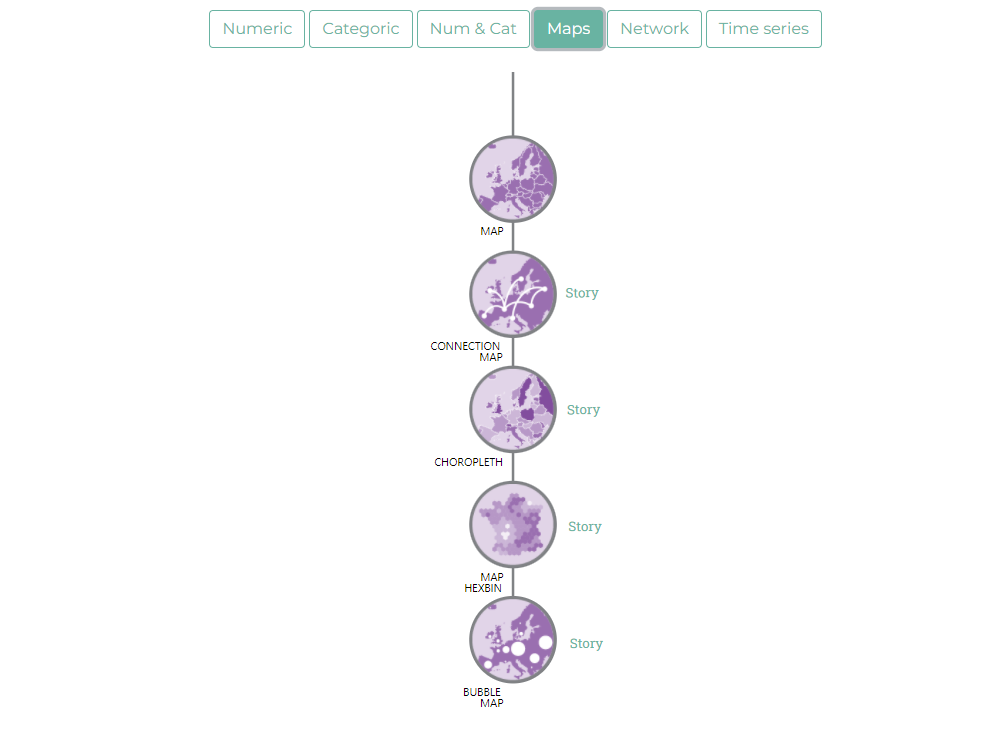 Numeric Categoric Num & Cat Maps Network Time series
MAP
Story
CONNECTION
MAP
Story
CHOROPLETH
Story
MAP
HEXBIN
Story
BUBBLE
MAP